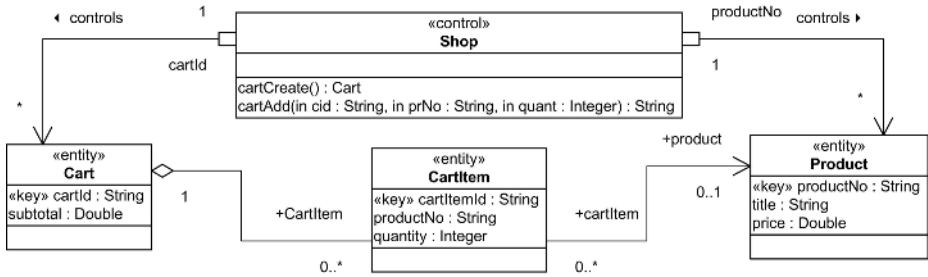 1
controls
productNo
controls
«control»
Shop
cartId
1
cartCreate() : Cart
cartAdd(in cid : String, in prNo : String, in quant : Integer) : String
*
*
«entity»
Cart
«key» cartId : String
subtotal : Double
1
+CartItem
0..*
«entity»
CartItem
«key» cartItemId : String
productNo : String
quantity : Integer
+product
0..1
+cartItem
0..*
«entity»
Product
«key» productNo : String
title : String
price : Double